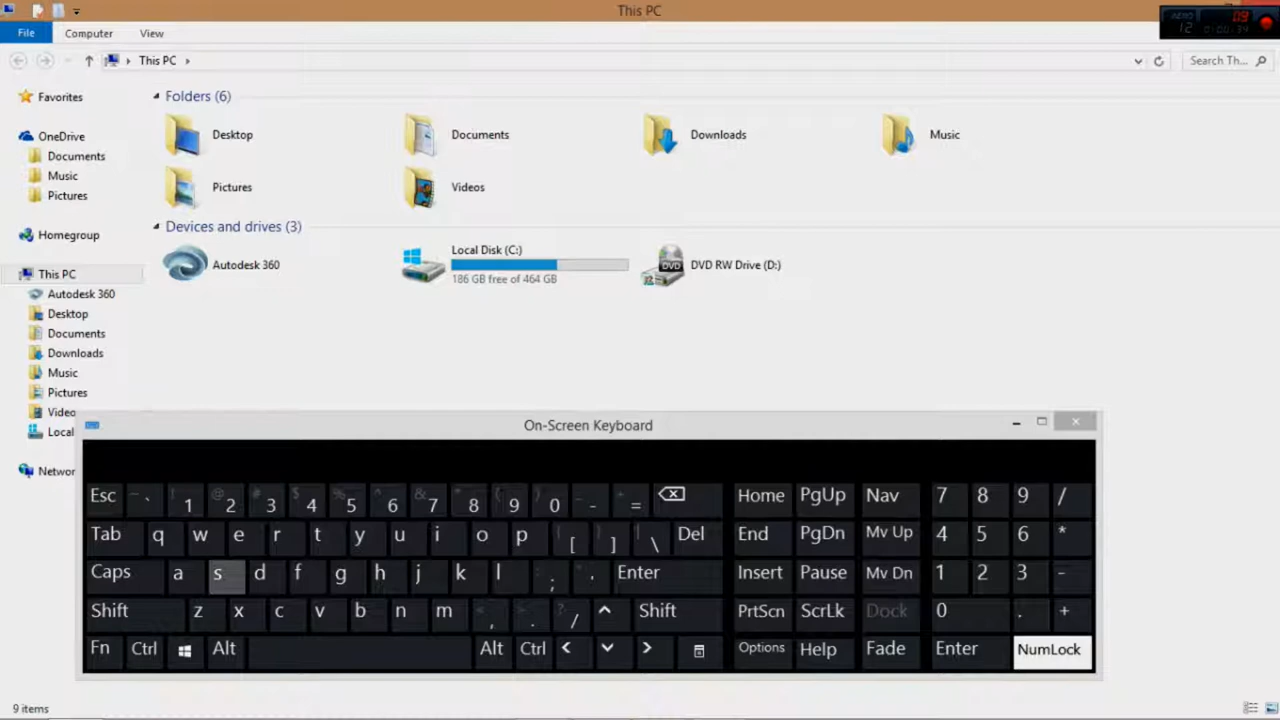 This PC
File Computer View
This PC
Search Th...
Favorites
OneDrive
Documents
Music
Pictures
Homegroup
This PC
Autodesk 360
Desktop
Documents
Downloads
Music
Pictures
Video
Local
Networ
Folders (6)
Desktop Documents Downloads Music
Pictures Videos
Devices and drives (3)
Autodesk 360
Local Disk (C:)
186 GB free of 464 GB
DVD
DVD RW Drive (D:)
On-Screen Keyboard
Esc ~ ` ! 1 @ 2 # 3 $ 4 % 5 ^ 6 & 7 * 8 ( 9 ) 0 _ - + = Home PgUp Nav 7 8 9 /
Tab q w e r t y u i o p { [ } ] | \ Del End PgDn Mv Up 4 5 6 *
Caps a s d f g h j k l : ; " ' Enter Insert Pause Mv Dn 1 2 3 -
Shift z x c v b n m < , > . ? / Shift PrtScn ScrLk Dock 0 . +
Fn Ctrl Alt Alt Ctrl Options Help Fade Enter NumLock
9 items